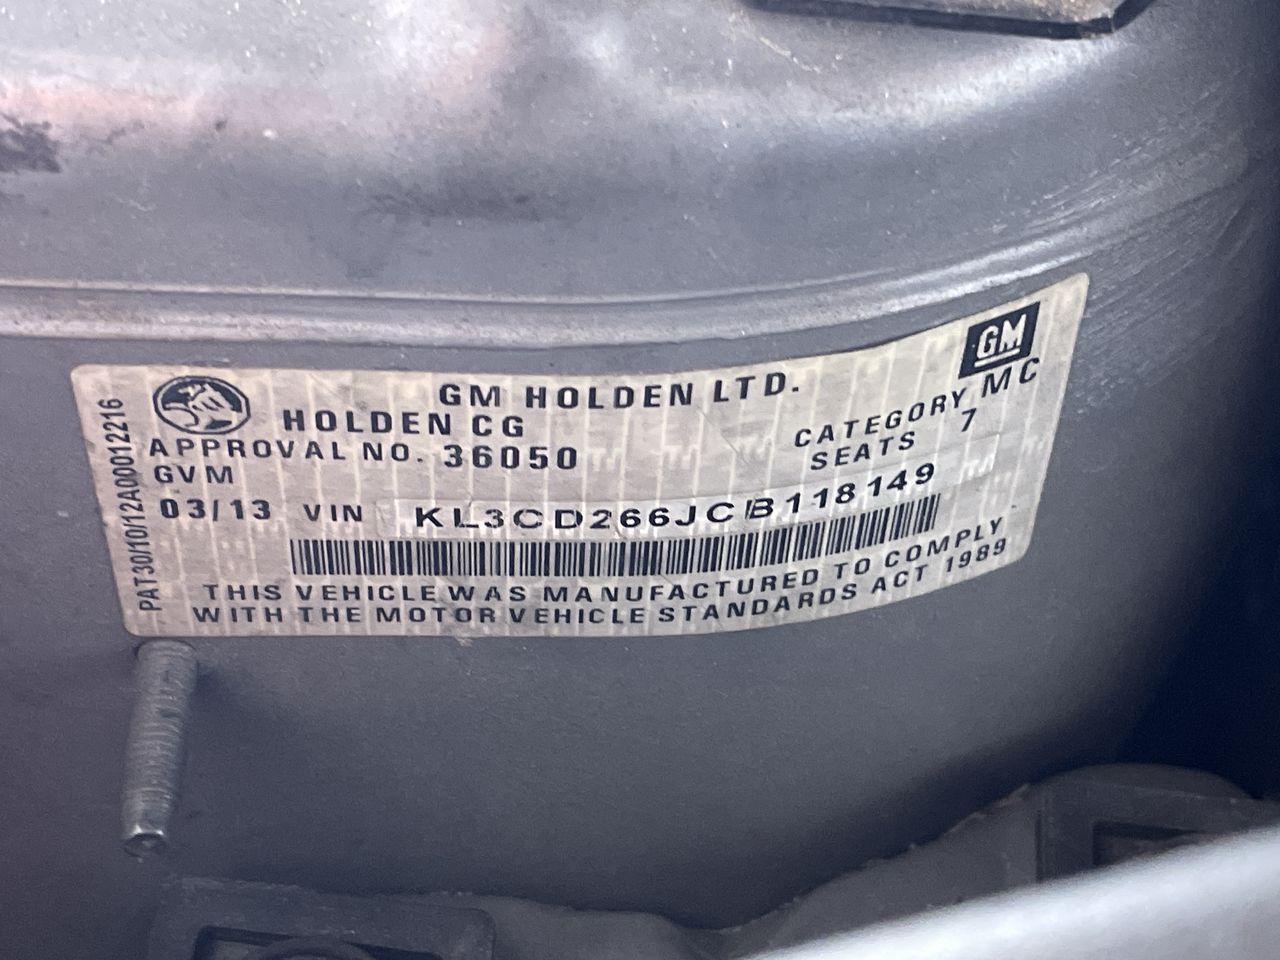 GM
GM HOLDEN LTD.
HOLDEN CG
CATEGORY MC
APPROVAL NO. 36050
SEATS 7
GVM
03/13 VIN KL3CD266JCB118149
THIS VEHICLE WAS MANUFACTURED TO COMPLY
WITH THE MOTOR VEHICLE STANDARDS ACT 1989
PAT30/10/12A00012216